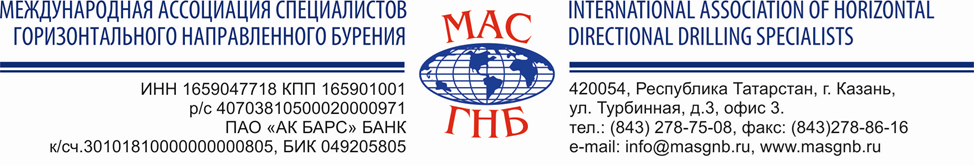 МЕЖДУНАРОДНАЯ АССОЦИАЦИЯ СПЕЦИАЛИСТОВ
ГОРИЗОНТАЛЬНОГО НАПРАВЛЕННОГО БУРЕНИЯ
ИНН 1659047718 КПП 165901001
р/с 40703810500020000971
ПАО «АК БАРС» БАНК
к/сч.30101810000000000805, БИК 049205805
МАС
ГНБ
INTERNATIONAL ASSOCIATION OF HORIZONTAL
DIRECTIONAL DRILLING SPECIALISTS
420054, Республика Татарстан, г. Казань,
ул. Турбинная, д.3, офис 3.
тел.: (843) 278-75-08, факс: (843)278-86-16
e-mail: info@masgnb.ru, www.masgnb.ru